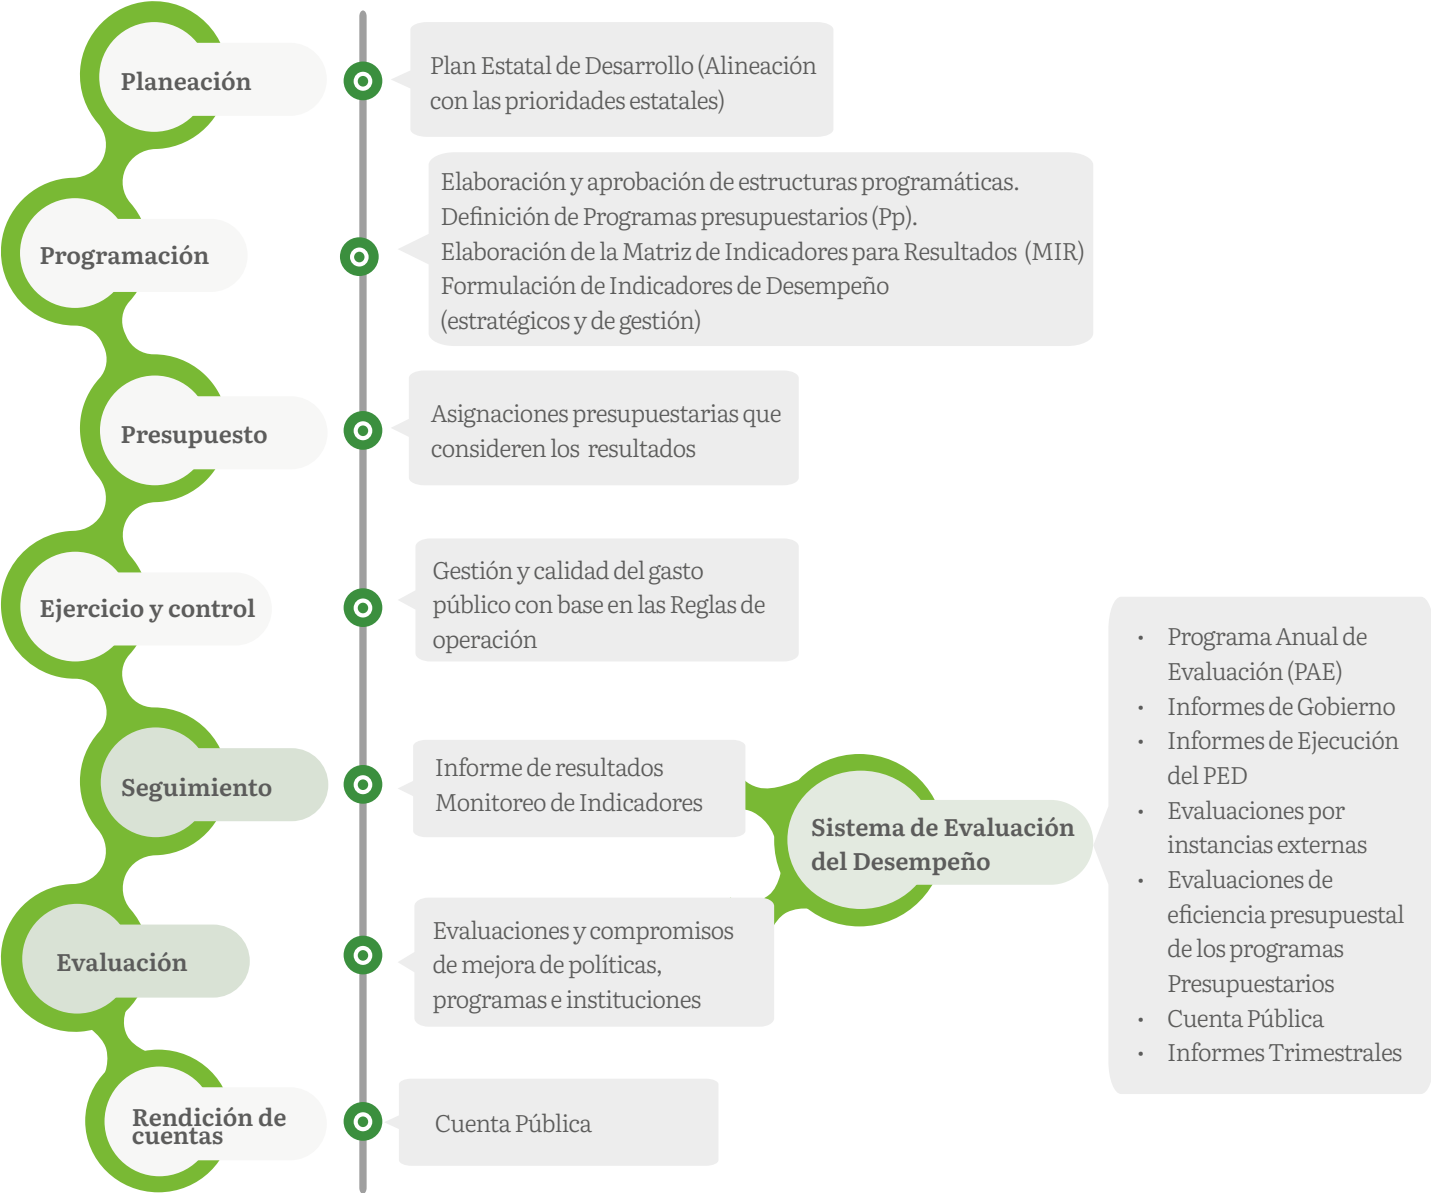 Planeación
Plan Estatal de Desarrollo (Alineación
con las prioridades estatales)
Programación
Elaboración y aprobación de estructuras programáticas.
Definición de Programas presupuestarios (Pp).
Elaboración de la Matriz de Indicadores para Resultados (MIR)
Formulación de Indicadores de Desempeño
(estratégicos y de gestión)
Presupuesto
Asignaciones presupuestarias que
consideren los resultados
Ejercicio y control
Gestión y calidad del gasto
público con base en las Reglas de
operación
Seguimiento
Informe de resultados
Monitoreo de Indicadores
Evaluación
Evaluaciones y compromisos
de mejora de políticas,
programas e instituciones
Sistema de Evaluación
del Desempeño
• Programa Anual de
Evaluación (PAE)
• Informes de Gobierno
• Informes de Ejecución
del PED
• Evaluaciones por
instancias externas
• Evaluaciones de
eficiencia presupuestal
de los programas
Presupuestarios
• Cuenta Pública
• Informes Trimestrales
Rendición de
cuentas
Cuenta Pública